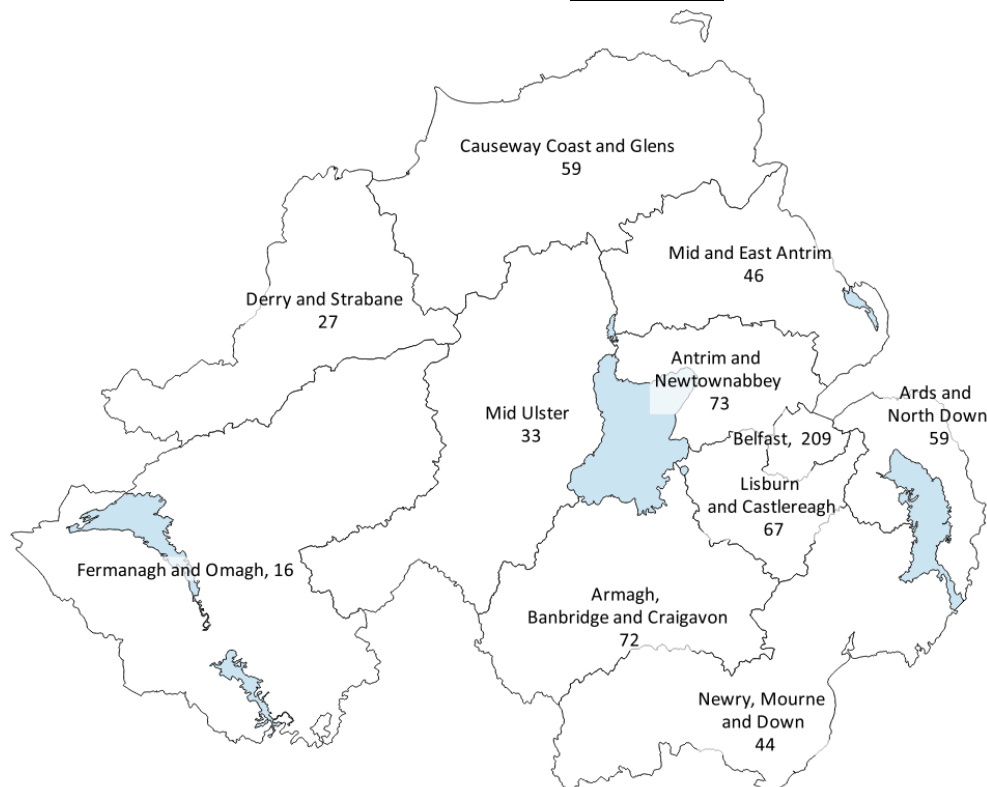 Causeway Coast and Glens
59
Mid and East Antrim
46
Derry and Strabane
27
Antrim and
Newtownabbey
73
Ards and
North Down
59
Mid Ulster
33
Belfast, 209
Lisburn
and Castlereagh
67
Fermanagh and Omagh, 16
Armagh,
Banbridge and Craigavon
72
Newry, Mourne
and Down
44